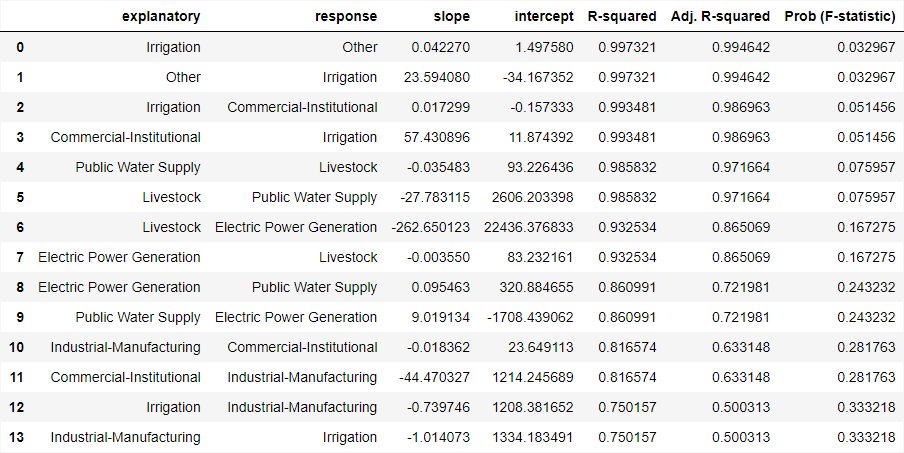 explanatory response slope intercept R-squared Adj. R-squared Prob (F-statistic)
0 Irrigation Other 0.042270 1.497580 0.997321 0.994642 0.032967
1 Other Irrigation 23.594080 -34.167352 0.997321 0.994642 0.032967
2 Irrigation Commercial-Institutional 0.017299 -0.157333 0.993481 0.986963 0.051456
3 Commercial-Institutional Irrigation 57.430896 11.874392 0.993481 0.986963 0.051456
4 Public Water Supply Livestock -0.035483 93.226436 0.985832 0.971664 0.075957
5 Livestock Public Water Supply -27.783115 2606.203398 0.985832 0.971664 0.075957
6 Livestock Electric Power Generation -262.650123 22436.376833 0.932534 0.865069 0.167275
7 Electric Power Generation Livestock -0.003550 83.232161 0.932534 0.865069 0.167275
8 Electric Power Generation Public Water Supply 0.095463 320.884655 0.860991 0.721981 0.243232
9 Public Water Supply Electric Power Generation 9.019134 -1708.439062 0.860991 0.721981 0.243232
10 Industrial-Manufacturing Commercial-Institutional -0.018362 23.649113 0.816574 0.633148 0.281763
11 Commercial-Institutional Industrial-Manufacturing -44.470327 1214.245689 0.816574 0.633148 0.281763
12 Irrigation Industrial-Manufacturing -0.739746 1208.381652 0.750157 0.500313 0.333218
13 Industrial-Manufacturing Irrigation -1.014073 1334.183491 0.750157 0.500313 0.333218